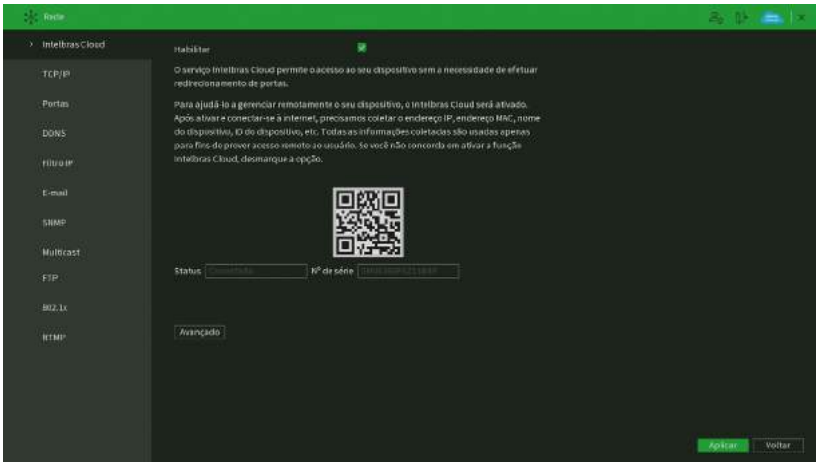 Rede
Intelbras Cloud
TCP/IP
Portas
DDNS
Filtro IP
E-mail
SNMP
Multicast
FTP
802.1x
RTMP
Habilitar
O serviço Intelbras Cloud permite o acesso ao seu dispositivo sem a necessidade de efetuar
redirecionamento de portas.
Para ajudá-lo a gerenciar remotamente o seu dispositivo, o Intelbras Cloud será ativado.
Após ativar e conectar-se à internet, precisamos coletar o endereço IP, endereço MAC, nome
do dispositivo, ID do dispositivo, etc. Todas as informações coletadas são usadas apenas
para fins de prover acesso remoto ao usuário. Se você não concorda em ativar a função
Intelbras Cloud, desmarque a opção.
Status Conectado Nº de série
Avançado
Aplicar Voltar